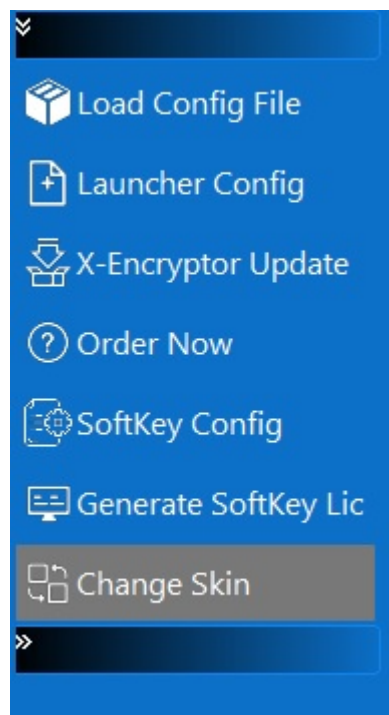 Load Config File
Launcher Config
X-Encryptor Update
Order Now
SoftKey Config
Generate SoftKey Lic
Change Skin